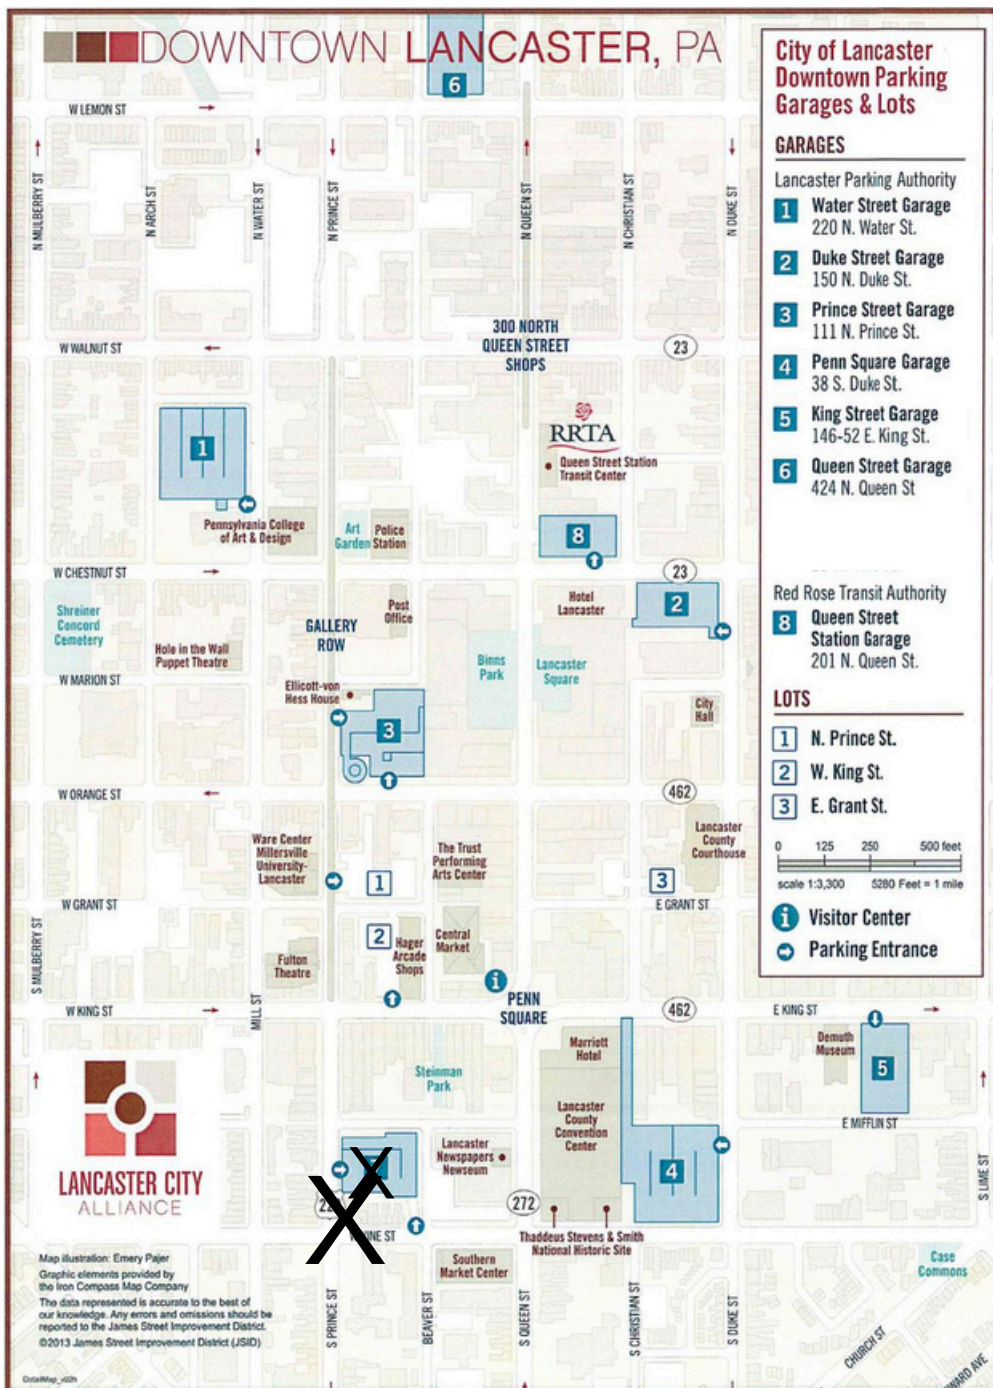 DOWNTOWN LANCASTER, PA
6
W LEMON ST
N MULBERRY ST
N ARCH ST
N WATER ST
N PRINCE ST
N QUEEN ST
N CHRISTIAN ST
N DUKE ST
300 NORTH
QUEEN STREET
SHOPS
W WALNUT ST
23
1
RRTA
Queen Street Station
Transit Center
Pennsylvania College
of Art & Design
Art
Garden
Police
Station
8
W CHESTNUT ST
23
Shreiner
Concord
Cemetery
Post
Office
Hotel
Lancaster
2
GALLERY
ROW
Hole in the Wall
Puppet Theatre
Binns
Park
Lancaster
Square
W MARION ST
Ellicott-von
Hess House
City
Hall
3
W ORANGE ST
462
Ware Center
Millersville
University-
Lancaster
The Trust
Performing
Arts Center
Lancaster
County
Courthouse
1
3
W GRANT ST
E GRANT ST
S MULBERRY ST
2
Hager
Arcade
Shops
Central
Market
Fulton
Theatre
i
PENN
SQUARE
W KING ST
MILL ST
462
E KING ST
Marriott
Hotel
Demuth
Museum
5
Steinman
Park
Lancaster
County
Convention
Center
E MIFFLIN ST
Lancaster
Newspapers
Newseum
4
X
X
S LIME ST
272
Thaddeus Stevens & Smith
National Historic Site
Southern
Market Center
Case
Commons
S PRINCE ST
BEAVER ST
S QUEEN ST
S CHRISTIAN ST
S DUKE ST
CHURCH ST
LANCASTER CITY
ALLIANCE
Map illustration: Emery Pajer
Graphic elements provided by
the Iron Compass Map Company
The data represented is accurate to the best of
our knowledge. Any errors and omissions should be
reported to the James Street Improvement District.
©2013 James Street Improvement District (JSID)
City of Lancaster
Downtown Parking
Garages & Lots
GARAGES
Lancaster Parking Authority
1 Water Street Garage
220 N. Water St.
2 Duke Street Garage
150 N. Duke St.
3 Prince Street Garage
111 N. Prince St.
4 Penn Square Garage
38 S. Duke St.
5 King Street Garage
146-52 E. King St.
6 Queen Street Garage
424 N. Queen St
Red Rose Transit Authority
8 Queen Street
Station Garage
201 N. Queen St.
LOTS
1 N. Prince St.
2 W. King St.
3 E. Grant St.
0 125 250 500 feet
scale 1:3,300 5280 Feet = 1 mile
i Visitor Center
Parking Entrance